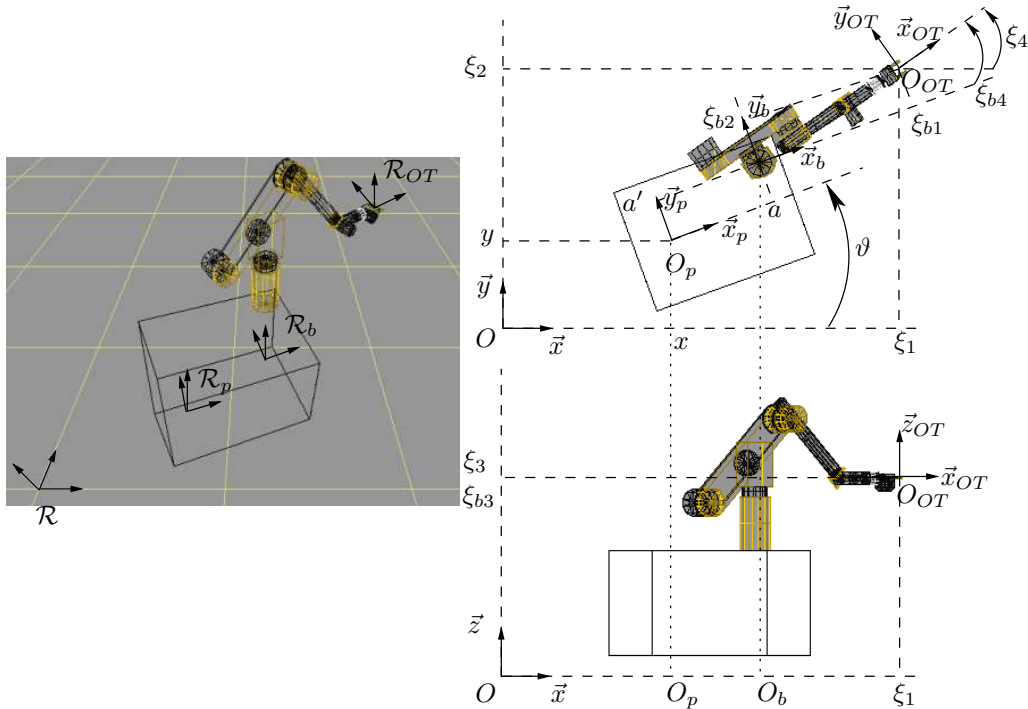 R_OT
R_b
R_p
R
y⃗_OT
x⃗_OT
ξ_4
ξ_2
O_OT
ξ_b4
ξ_b2
y⃗_b
ξ_b1
x⃗_b
a′
y⃗_p
a
x⃗_p
ϑ
y
O_p
y⃗
O
x⃗
x
ξ_1
z⃗_OT
ξ_3
x⃗_OT
ξ_b3
O_OT
z⃗
O
x⃗
O_p
O_b
ξ_1